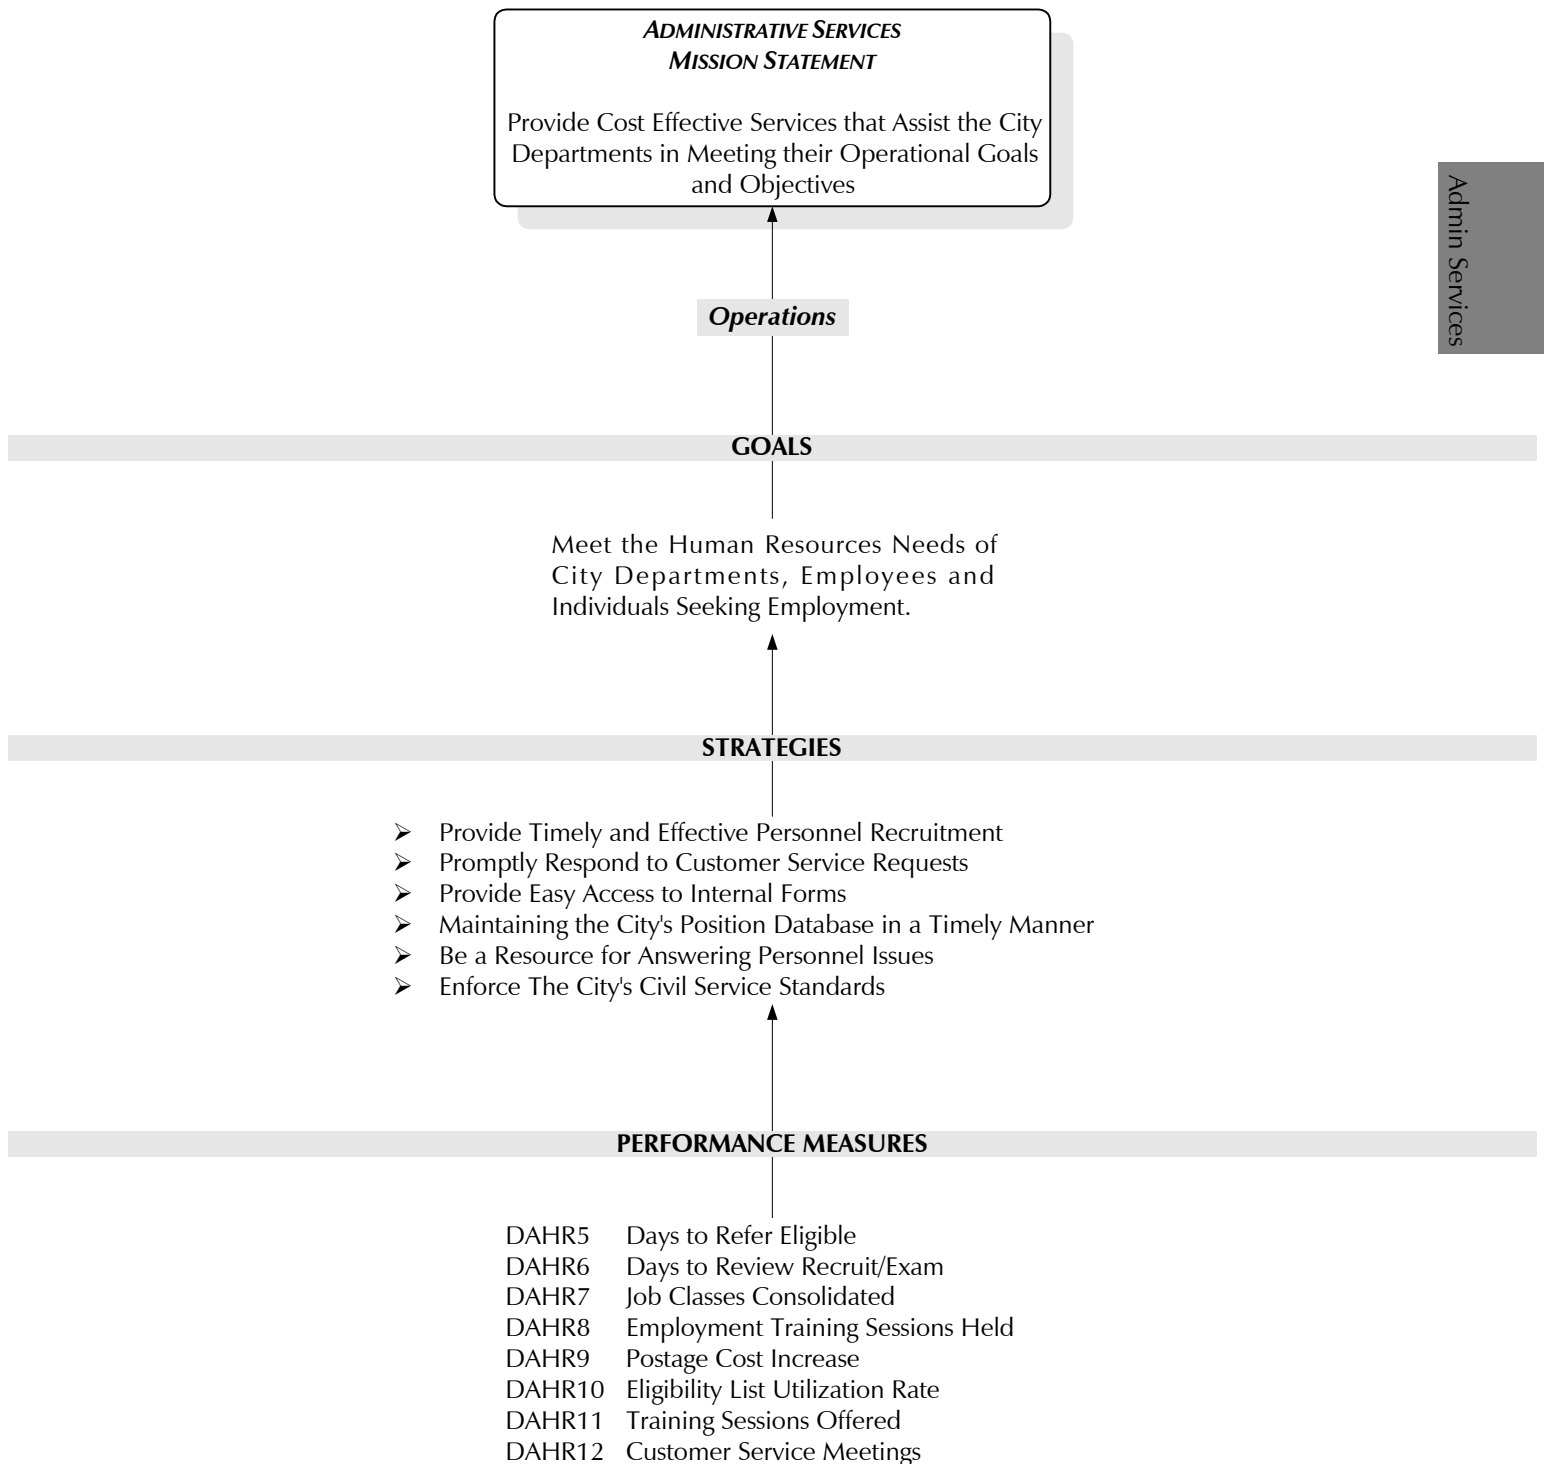 ADMINISTRATIVE SERVICES
MISSION STATEMENT
Provide Cost Effective Services that Assist the City
Departments in Meeting their Operational Goals
and Objectives
Admin Services
Operations
GOALS
Meet the Human Resources Needs of
City Departments, Employees and
Individuals Seeking Employment.
STRATEGIES
➢ Provide Timely and Effective Personnel Recruitment
➢ Promptly Respond to Customer Service Requests
➢ Provide Easy Access to Internal Forms
➢ Maintaining the City's Position Database in a Timely Manner
➢ Be a Resource for Answering Personnel Issues
➢ Enforce The City's Civil Service Standards
PERFORMANCE MEASURES
DAHR5 Days to Refer Eligible
DAHR6 Days to Review Recruit/Exam
DAHR7 Job Classes Consolidated
DAHR8 Employment Training Sessions Held
DAHR9 Postage Cost Increase
DAHR10 Eligibility List Utilization Rate
DAHR11 Training Sessions Offered
DAHR12 Customer Service Meetings